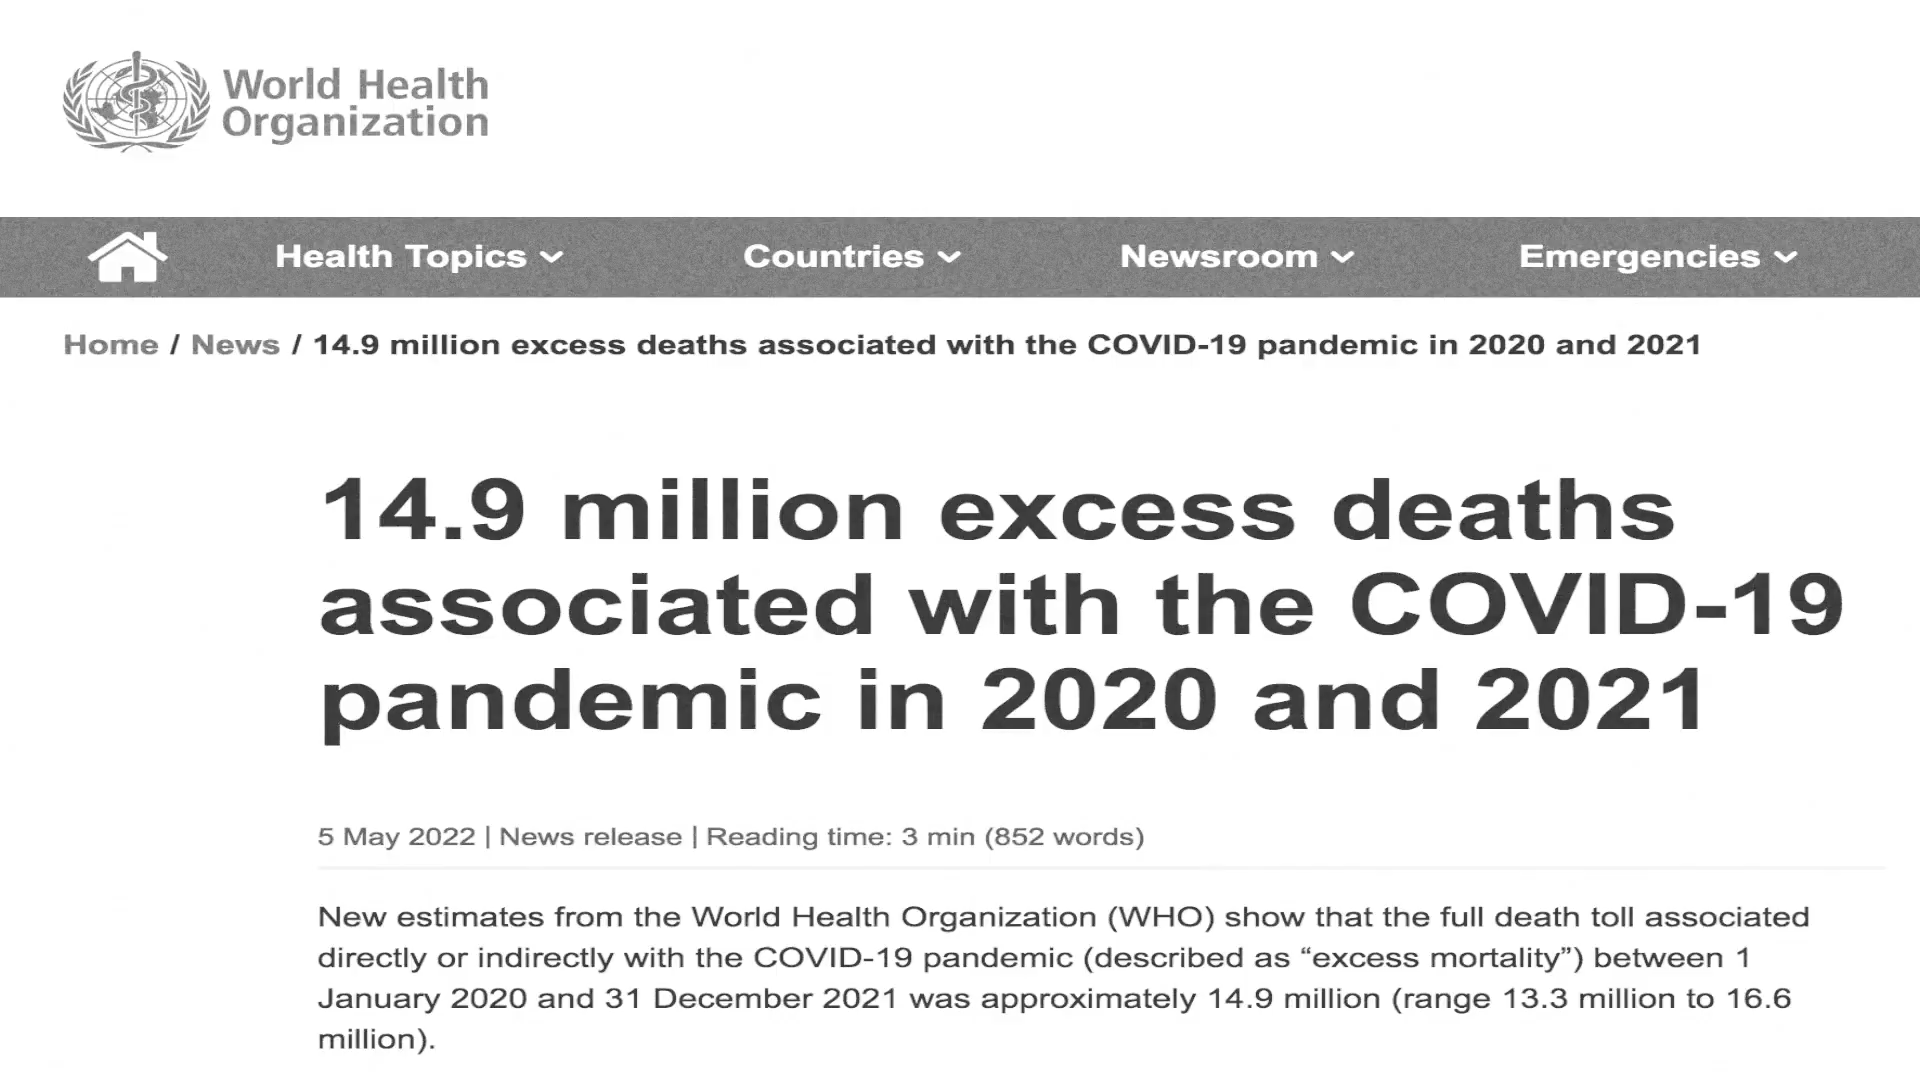 World Health
Organization
Health Topics
Countries
Newsroom
Emergencies
Home / News / 14.9 million excess deaths associated with the COVID-19 pandemic in 2020 and 2021
14.9 million excess deaths
associated with the COVID-19
pandemic in 2020 and 2021
5 May 2022 | News release | Reading time: 3 min (852 words)
New estimates from the World Health Organization (WHO) show that the full death toll associated
directly or indirectly with the COVID-19 pandemic (described as “excess mortality”) between 1
January 2020 and 31 December 2021 was approximately 14.9 million (range 13.3 million to 16.6
million).